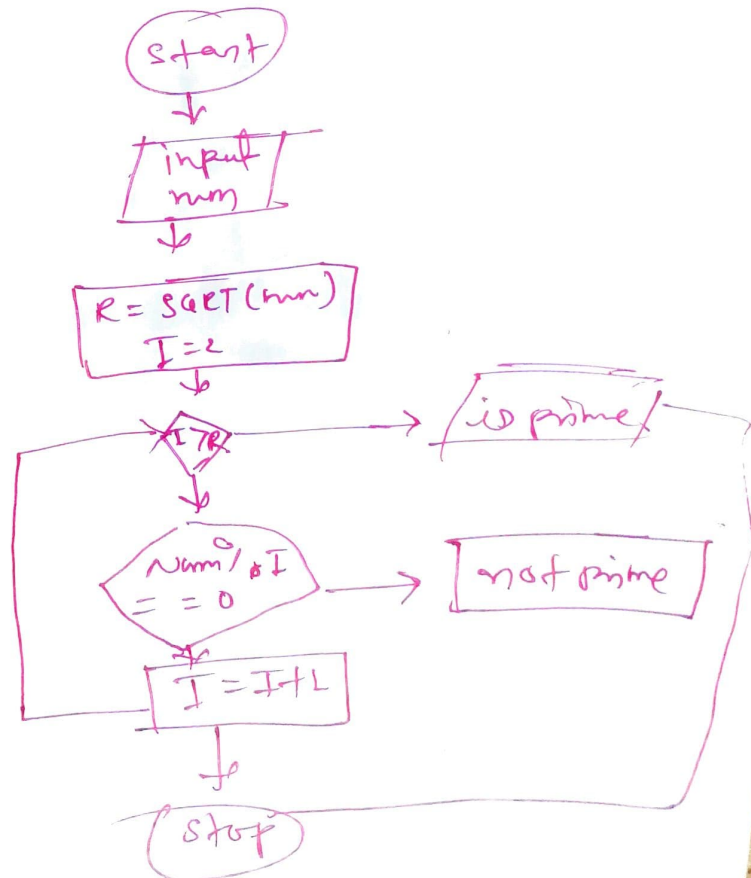 start
input
num
R = SQRT(num)
I = 2
I > R
is prime
Num % I
= = 0
not prime
I = I + 1
stop